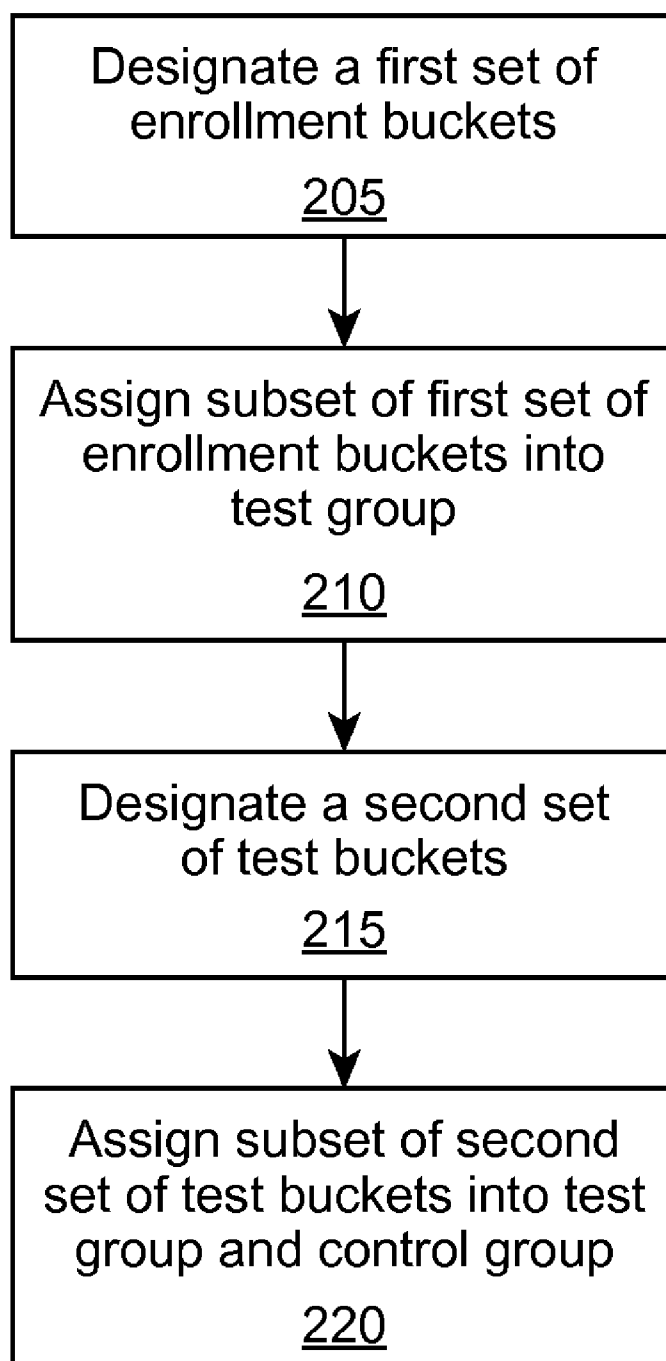 Designate a first set of
enrollment buckets
205
Assign subset of first set of
enrollment buckets into
test group
210
Designate a second set
of test buckets
215
Assign subset of second
set of test buckets into test
group and control group
220